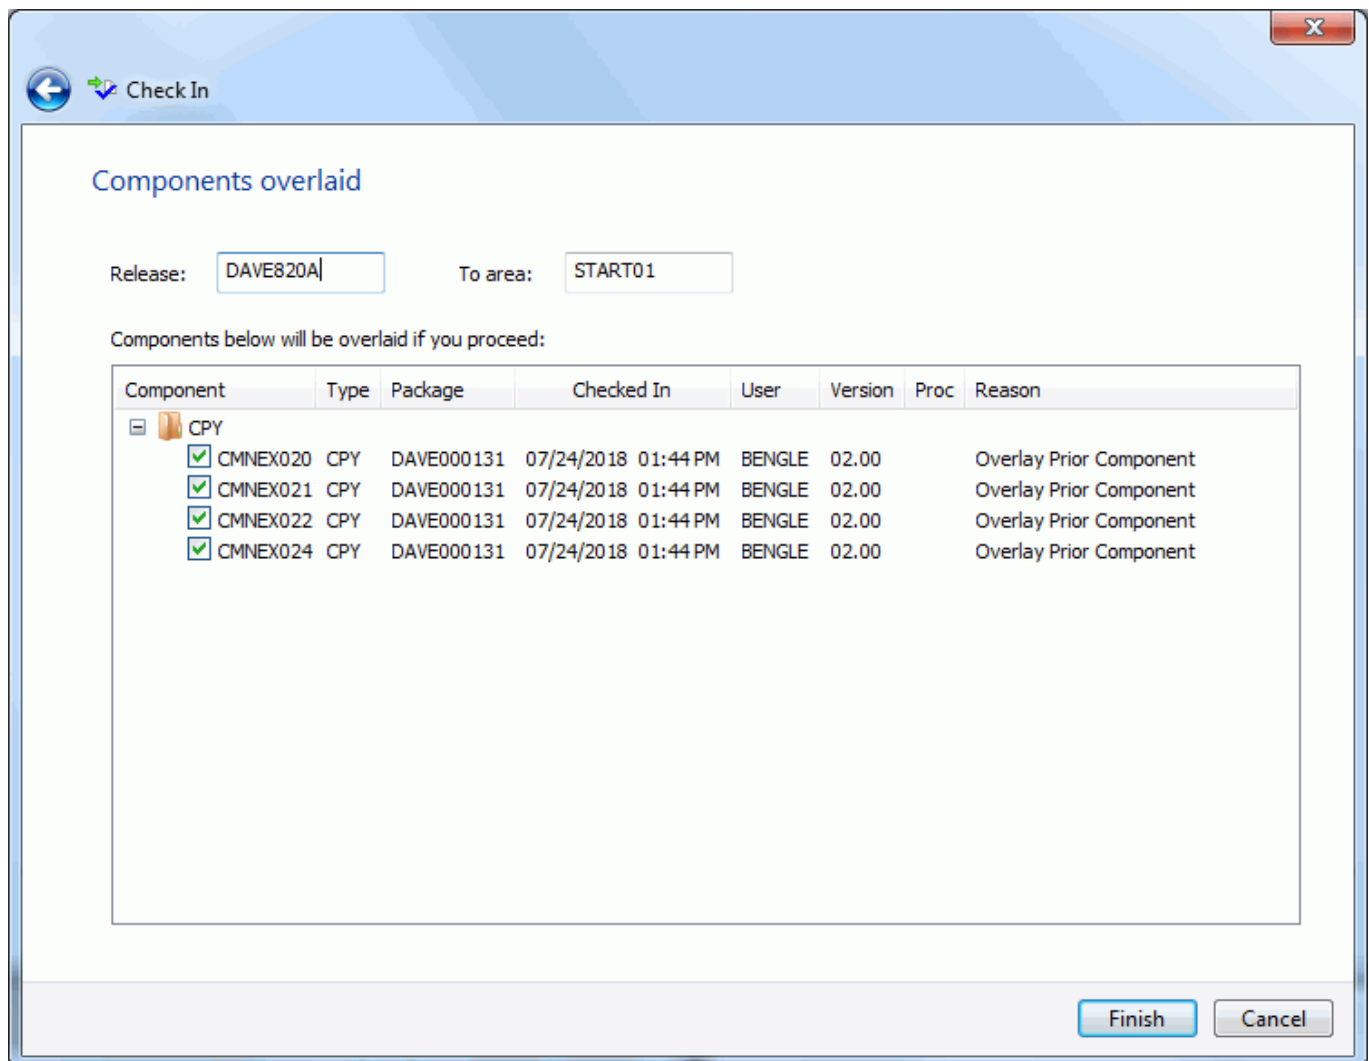 Check In
Components overlaid
Release: DAVE820A To area: START01
Components below will be overlaid if you proceed:
Component Type Package Checked In User Version Proc Reason
CPY
CMNEX020 CPY DAVE000131 07/24/2018 01:44 PM BENGLE 02.00 Overlay Prior Component
CMNEX021 CPY DAVE000131 07/24/2018 01:44 PM BENGLE 02.00 Overlay Prior Component
CMNEX022 CPY DAVE000131 07/24/2018 01:44 PM BENGLE 02.00 Overlay Prior Component
CMNEX024 CPY DAVE000131 07/24/2018 01:44 PM BENGLE 02.00 Overlay Prior Component
Finish Cancel